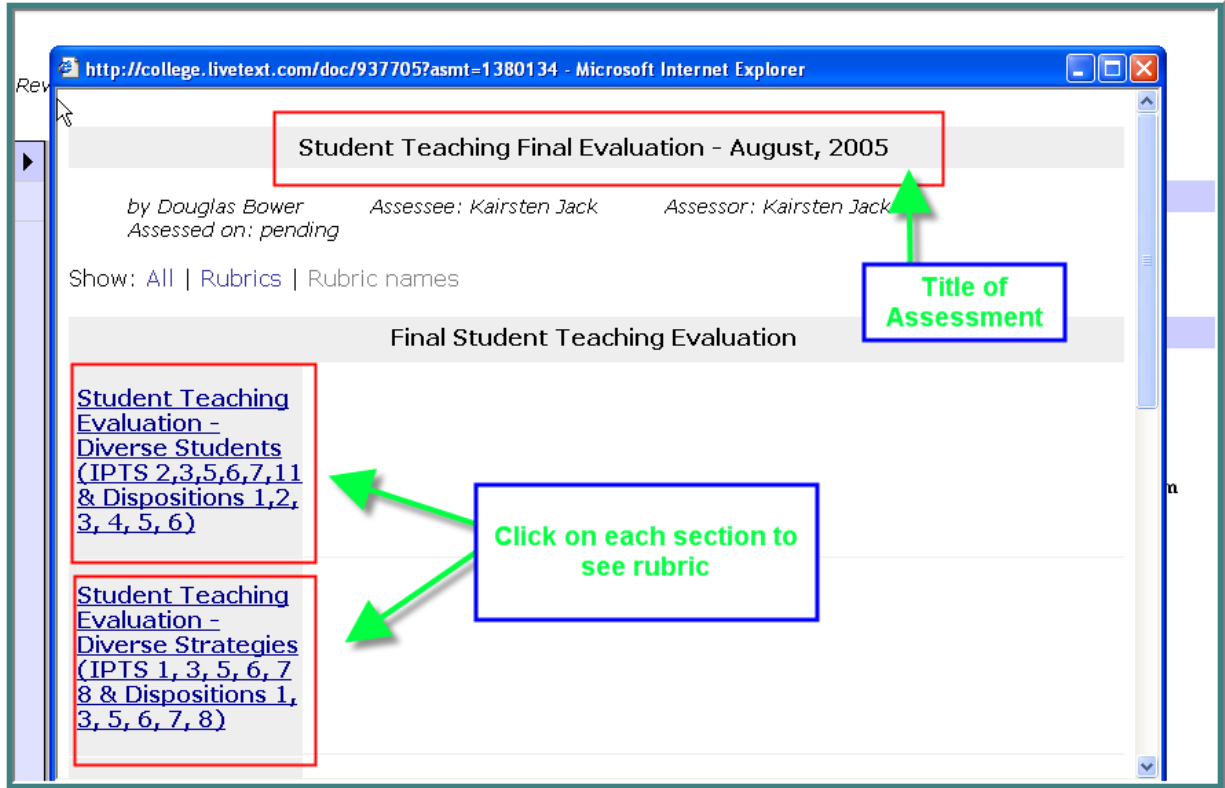 http://college.livetext.com/doc/937705?asmt=1380134 - Microsoft Internet Explorer
Student Teaching Final Evaluation - August, 2005
by Douglas Bower Assessee: Kairsten Jack Assessor: Kairsten Jack
Assessed on: pending
Show: All | Rubrics | Rubric names
Title of
Assessment
Final Student Teaching Evaluation
Student Teaching
Evaluation -
Diverse Students
(IPTS 2,3,5,6,7,11
& Dispositions 1,2,
3, 4, 5, 6)
Click on each section to
see rubric
Student Teaching
Evaluation -
Diverse Strategies
(IPTS 1, 3, 5, 6, 7
8 & Dispositions 1,
3, 5, 6, 7, 8)